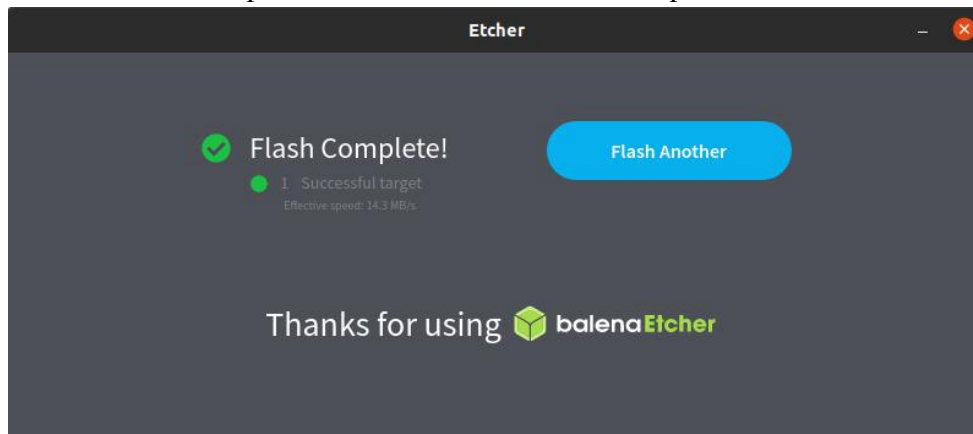 Etcher
Flash Complete!
Flash Another
1 Successful target
Effective speed: 14.3 MB/s
Thanks for using balenaEtcher